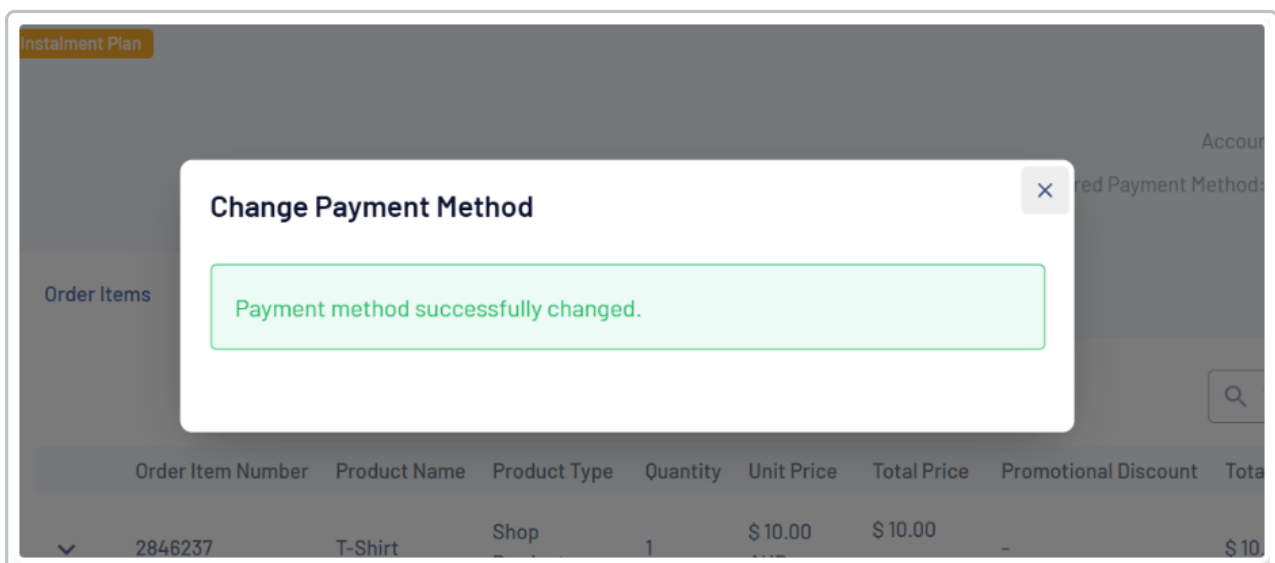 Instalment Plan
Accoun
red Payment Method:
Change Payment Method
Order Items
Payment method successfully changed.
Order Item Number Product Name Product Type Quantity Unit Price Total Price Promotional Discount Tota
Shop $ 10.00 $ 10.00
2846237 T-Shirt 1 - $ 10.